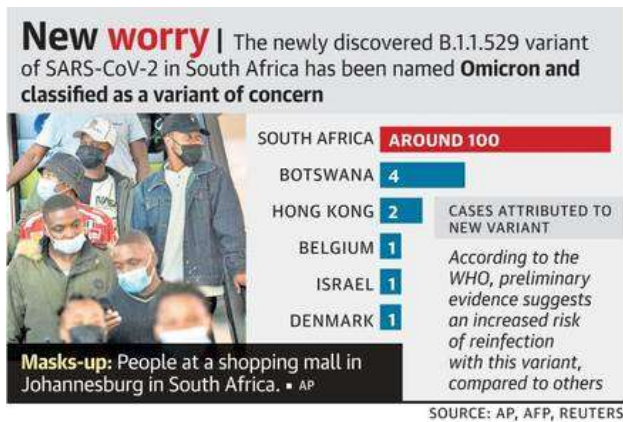 New worry | The newly discovered B.1.1.529 variant
of SARS-CoV-2 in South Africa has been named Omicron and
classified as a variant of concern
SOUTH AFRICA AROUND 100
BOTSWANA 4
HONG KONG 2
BELGIUM 1
ISRAEL 1
DENMARK 1
CASES ATTRIBUTED TO
NEW VARIANT
According to the
WHO, preliminary
evidence suggests
an increased risk
of reinfection
with this variant,
compared to others
Masks-up: People at a shopping mall in
Johannesburg in South Africa. ▪ AP
SOURCE: AP, AFP, REUTERS